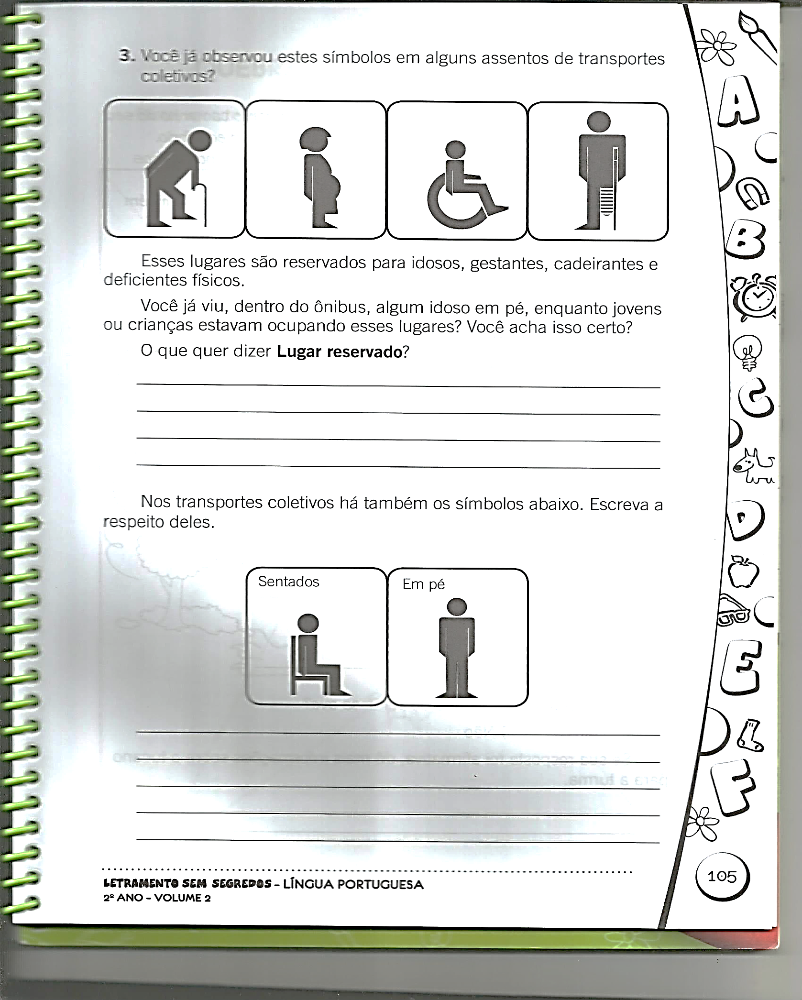 3. Você já observou estes símbolos em alguns assentos de transportes
coletivos?
Esses lugares são reservados para idosos, gestantes, cadeirantes e
deficientes físicos.
Você já viu, dentro do ônibus, algum idoso em pé, enquanto jovens
ou crianças estavam ocupando esses lugares? Você acha isso certo?
O que quer dizer Lugar reservado?
Nos transportes coletivos há também os símbolos abaixo. Escreva a
respeito deles.
Sentados
Em pé
LETRAMENTO SEM SEGREDOS – LÍNGUA PORTUGUESA
2º ANO – VOLUME 2
105
A
B
C
D
E
F